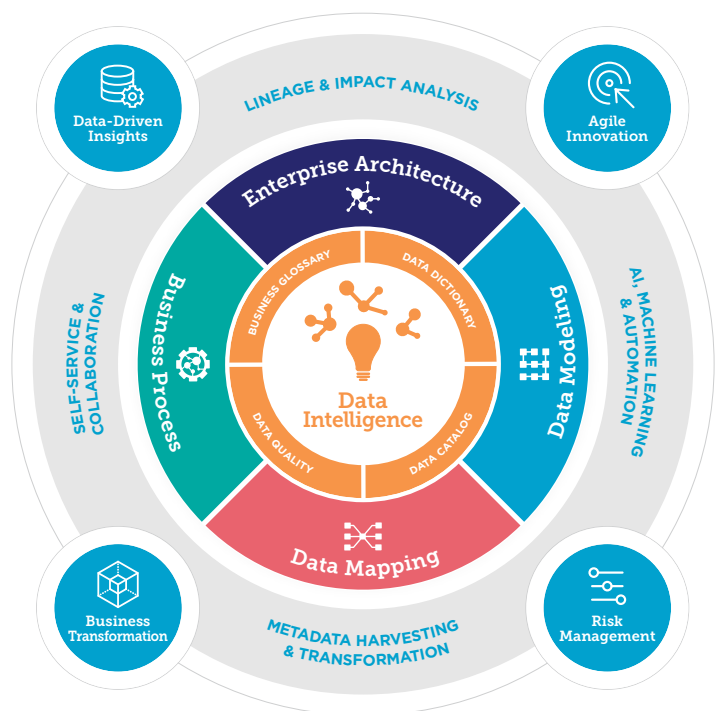 Data-Driven
Insights
LINEAGE & IMPACT ANALYSIS
Agile
Innovation
Enterprise Architecture
BUSINESS GLOSSARY
DATA DICTIONARY
Business Process
Data Modeling
SELF-SERVICE &
COLLABORATION
AI, MACHINE LEARNING
& AUTOMATION
Data
Intelligence
DATA QUALITY
DATA CATALOG
Data Mapping
Business
Transformation
METADATA HARVESTING
& TRANSFORMATION
Risk
Management